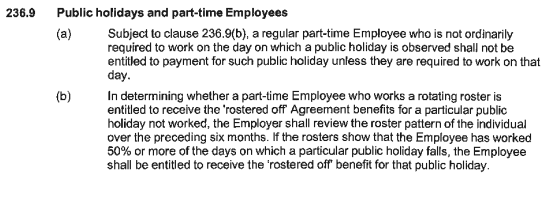 236.9 Public holidays and part-time Employees
(a) Subject to clause 236.9(b), a regular part-time Employee who is not ordinarily
required to work on the day on which a public holiday is observed shall not be
entitled to payment for such public holiday unless they are required to work on that
day.
(b) In determining whether a part-time Employee who works a rotating roster is
entitled to receive the 'rostered off' Agreement benefits for a particular public
holiday not worked, the Employer shall review the roster pattern of the individual
over the preceding six months. If the rosters show that the Employee has worked
50% or more of the days on which a particular public holiday falls, the Employee
shall be entitled to receive the 'rostered off' benefit for that public holiday.